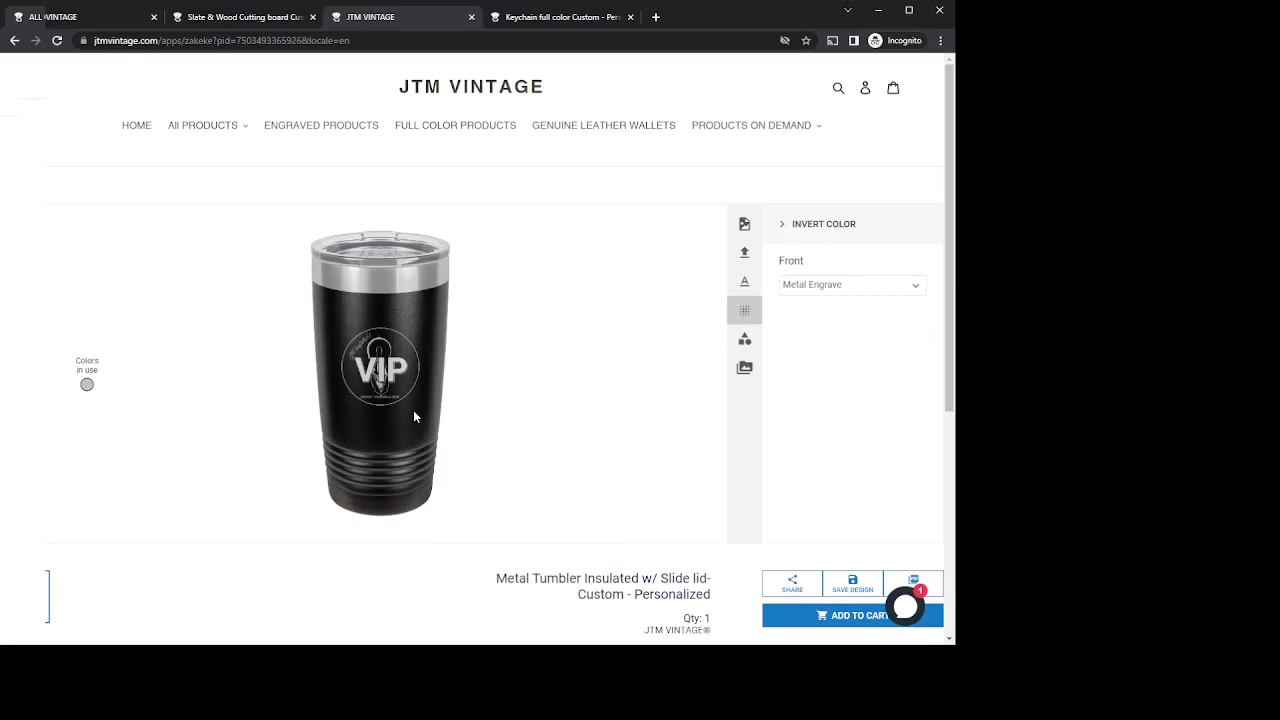 ALL VINTAGE
Slate & Wood Cutting board Cus
JTM VINTAGE
Keychain full color Custom - Pers
jtmvintage.com/apps/zakeke?pid=7503493365926&locale=en
Incognito
JTM VINTAGE
HOME
All PRODUCTS
ENGRAVED PRODUCTS
FULL COLOR PRODUCTS
GENUINE LEATHER WALLETS
PRODUCTS ON DEMAND
INVERT COLOR
Front
Metal Engrave
Colors
in use
VIP
Metal Tumbler Insulated w/ Slide lid-
Custom - Personalized
Qty: 1
JTM VINTAGE®
SHARE
SAVE DESIGN
1
ADD TO CART